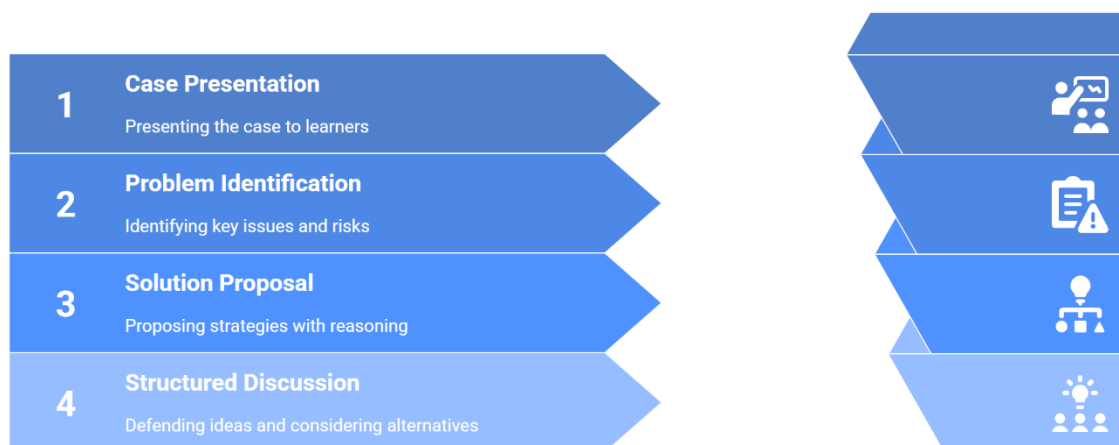 1
Case Presentation
Presenting the case to learners
2
Problem Identification
Identifying key issues and risks
3
Solution Proposal
Proposing strategies with reasoning
4
Structured Discussion
Defending ideas and considering alternatives